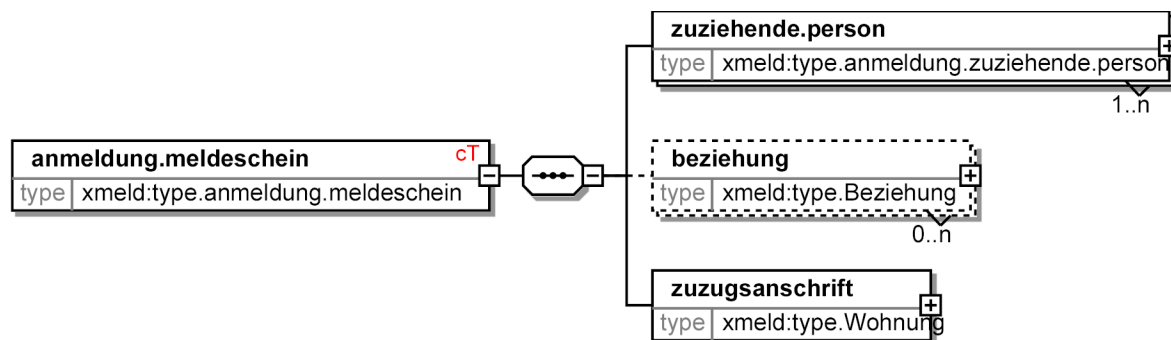 zuziehende.person
type xmeld:type.anmeldung.zuziehende.person
1..n
anmeldung.meldeschein cT
type xmeld:type.anmeldung.meldeschein
beziehung
type xmeld:type.Beziehung
0..n
zuzugsanschrift
type xmeld:type.Wohnung